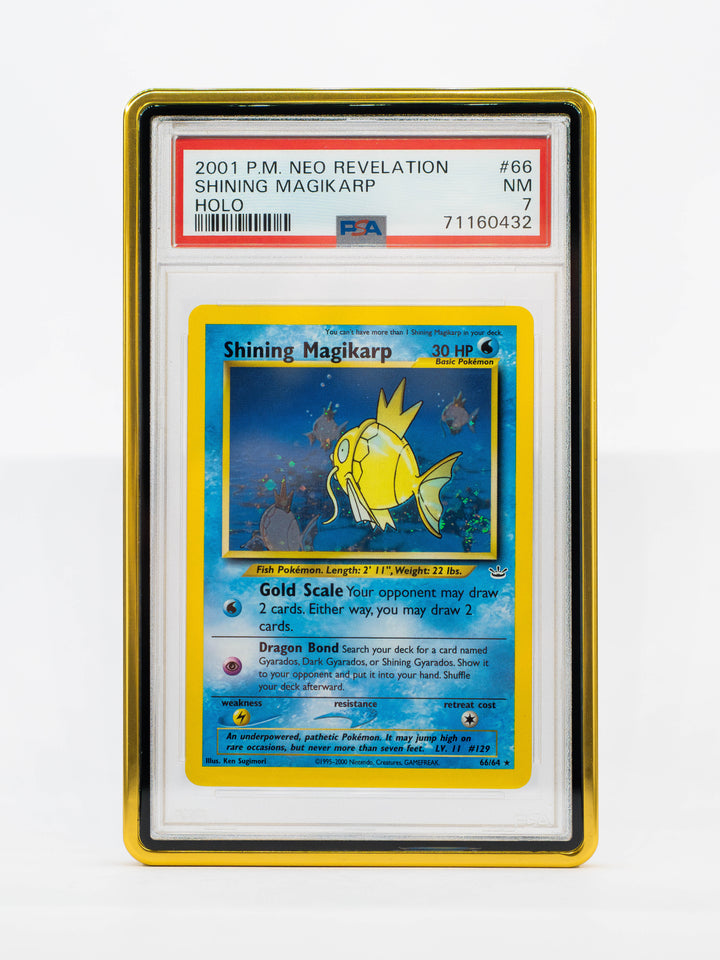 2001 P.M. NEO REVELATION #66
SHINING MAGIKARP NM
HOLO 7
PSA 71160432
You can't have more than 1 Shining Magikarp in your deck.
Shining Magikarp 30 HP
Basic Pokémon
Fish Pokémon. Length: 2' 11", Weight: 22 lbs.
Gold Scale Your opponent may draw
2 cards. Either way, you may draw 2
cards.
Dragon Bond Search your deck for a card named
Gyarados, Dark Gyarados, or Shining Gyarados. Show it
to your opponent and put it into your hand. Shuffle
your deck afterward.
weakness resistance retreat cost
An underpowered, pathetic Pokémon. It may jump high on
rare occasions, but never more than seven feet. LV. 11 #129
Illus. Ken Sugimori ©1995-2000 Nintendo, Creatures, GAMEFREAK. 66/64 ★
PSA